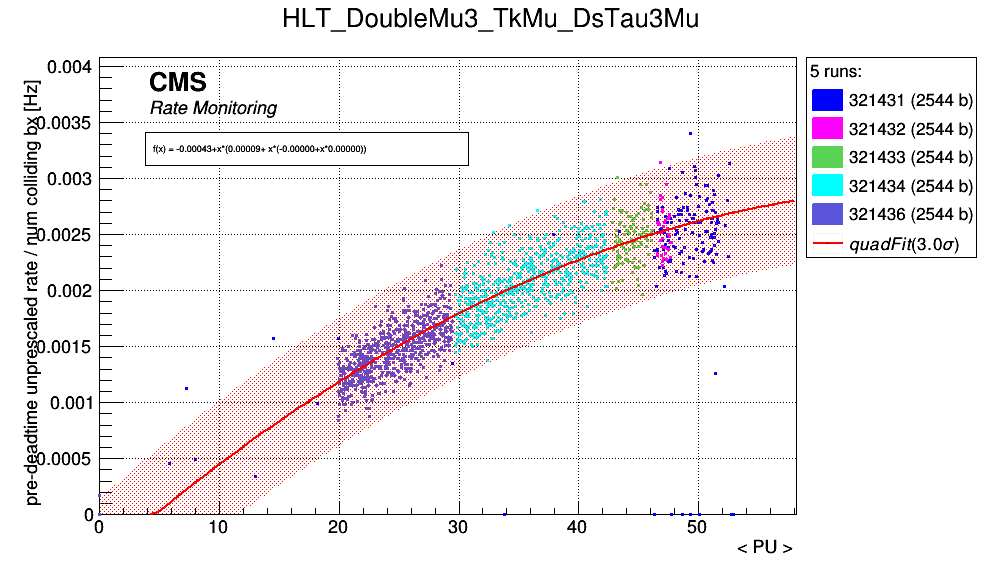 HLT_DoubleMu3_TkMu_DsTau3Mu
CMS
Rate Monitoring
f(x) = -0.00043+x*(0.00009+ x*(-0.00000+x*0.00000))
pre-deadtime unprescaled rate / num colliding bx [Hz]
0.004
0.0035
0.003
0.0025
0.002
0.0015
0.001
0.0005
0
0 10 20 30 40 50
< PU >
5 runs:
321431 (2544 b)
321432 (2544 b)
321433 (2544 b)
321434 (2544 b)
321436 (2544 b)
quadFit(3.0σ)